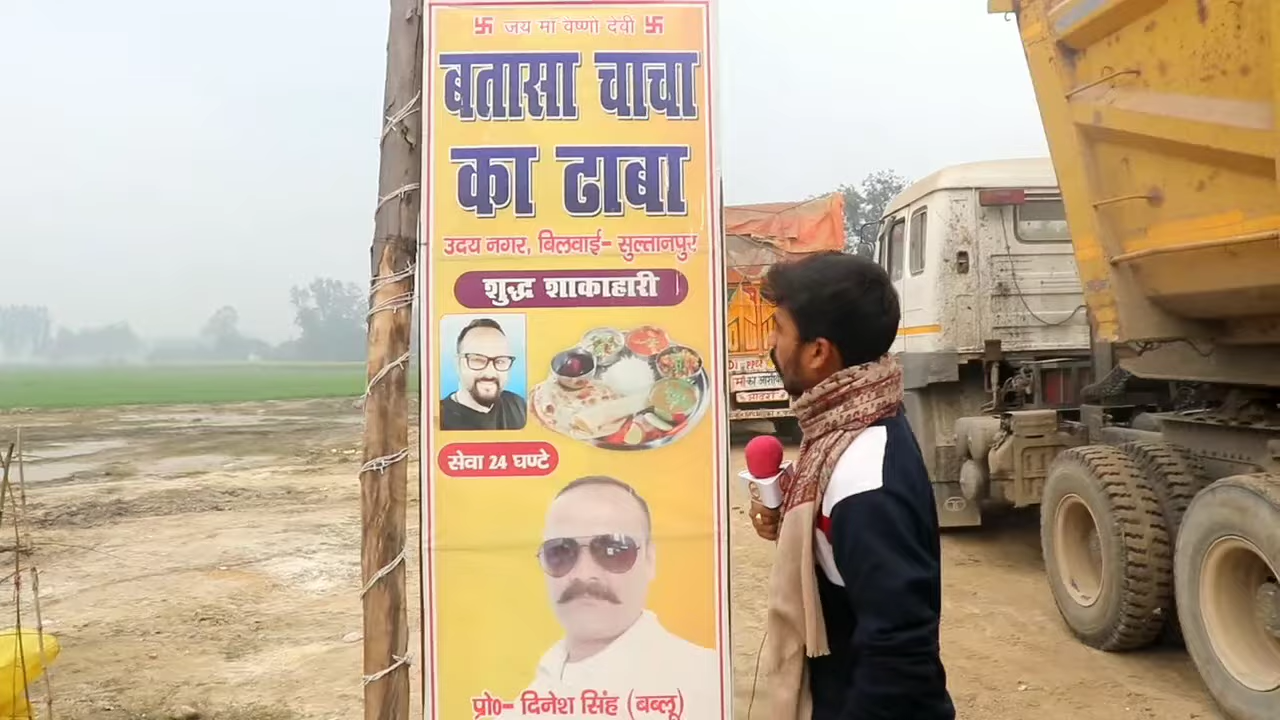 卐 जय माँ वैष्णो देवी 卐
बतासा चाचा
का ढाबा
उदय नगर, बिलवाई- सुल्तानपुर
शुद्ध शाकाहारी
सेवा 24 घण्टे
प्रो०- दिनेश सिंह (बब्लू)